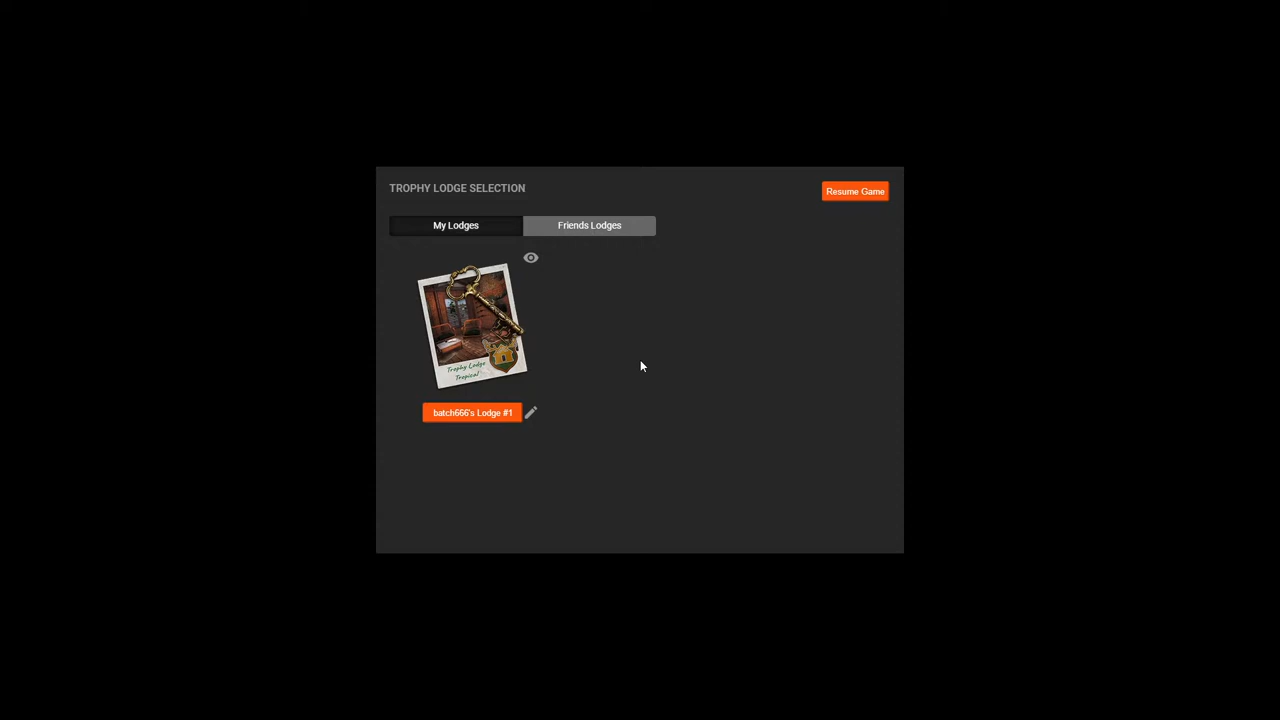 TROPHY LODGE SELECTION
Resume Game
My Lodges
Friends Lodges
Trophy Lodge
Tropical
batch666's Lodge #1